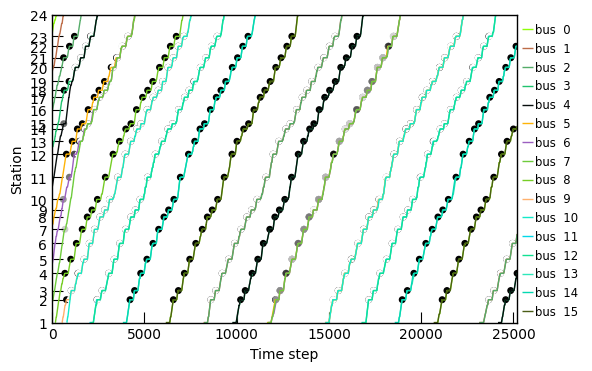 24
23
22
21
20
19
18
17
16
15
14
13
12
11
10
9
8
7
6
5
4
3
2
1
Station
0
5000
10000
15000
20000
25000
Time step
bus 0
bus 1
bus 2
bus 3
bus 4
bus 5
bus 6
bus 7
bus 8
bus 9
bus 10
bus 11
bus 12
bus 13
bus 14
bus 15